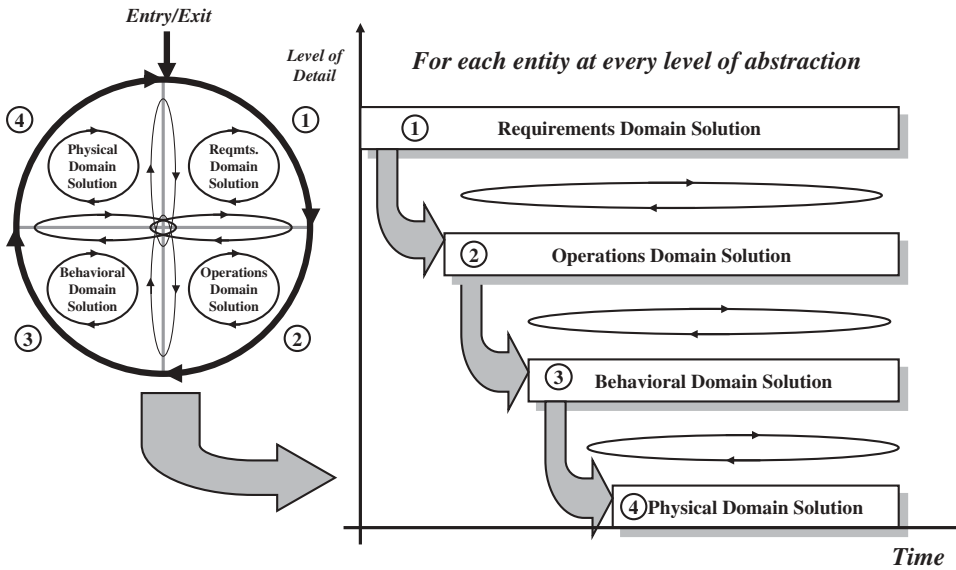 Entry/Exit
4
1
Physical
Domain
Solution
Reqmts.
Domain
Solution
Behavioral
Domain
Solution
Operations
Domain
Solution
3
2
Level of
Detail
For each entity at every level of abstraction
1 Requirements Domain Solution
2 Operations Domain Solution
3 Behavioral Domain Solution
4 Physical Domain Solution
Time